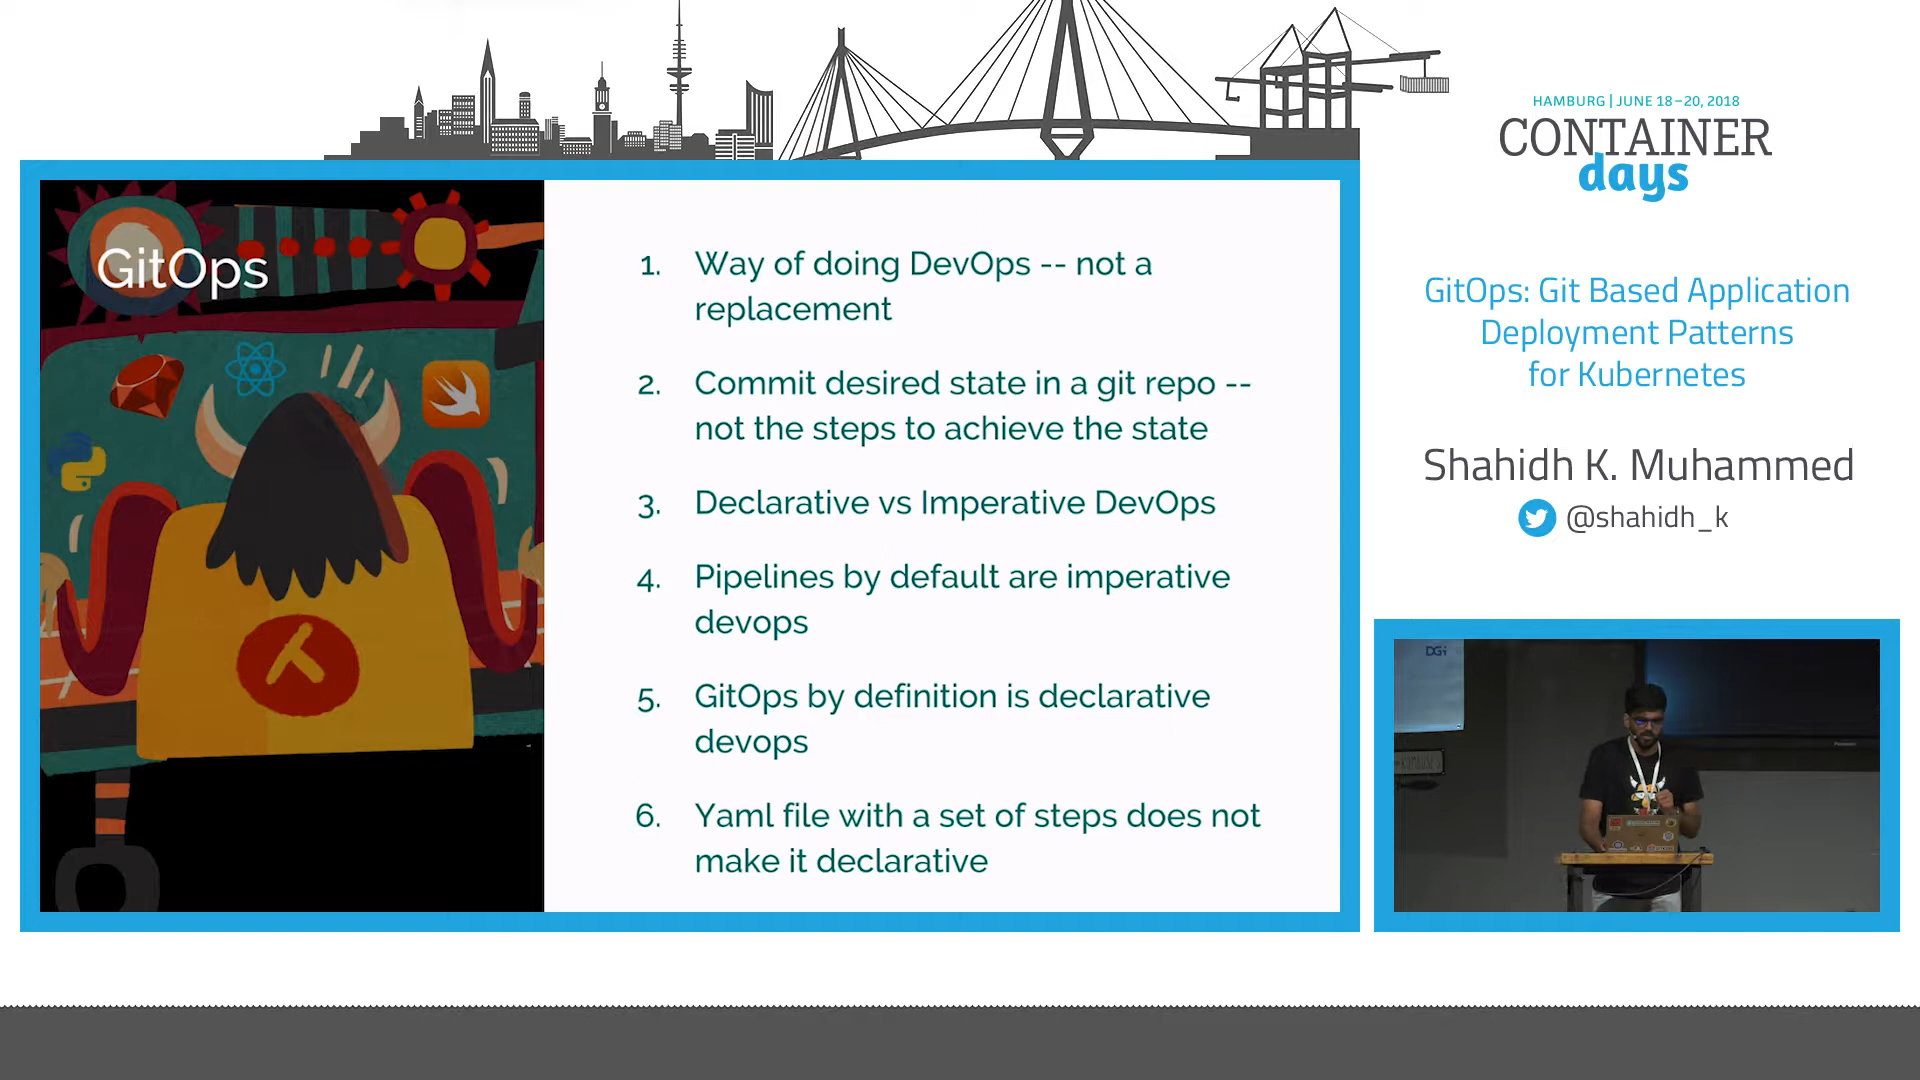 HAMBURG | JUNE 18–20, 2018
CONTAINER
days
GitOps
1. Way of doing DevOps -- not a
replacement
2. Commit desired state in a git repo --
not the steps to achieve the state
3. Declarative vs Imperative DevOps
4. Pipelines by default are imperative
devops
5. GitOps by definition is declarative
devops
6. Yaml file with a set of steps does not
make it declarative
GitOps: Git Based Application
Deployment Patterns
for Kubernetes
Shahidh K. Muhammed
@shahidh_k